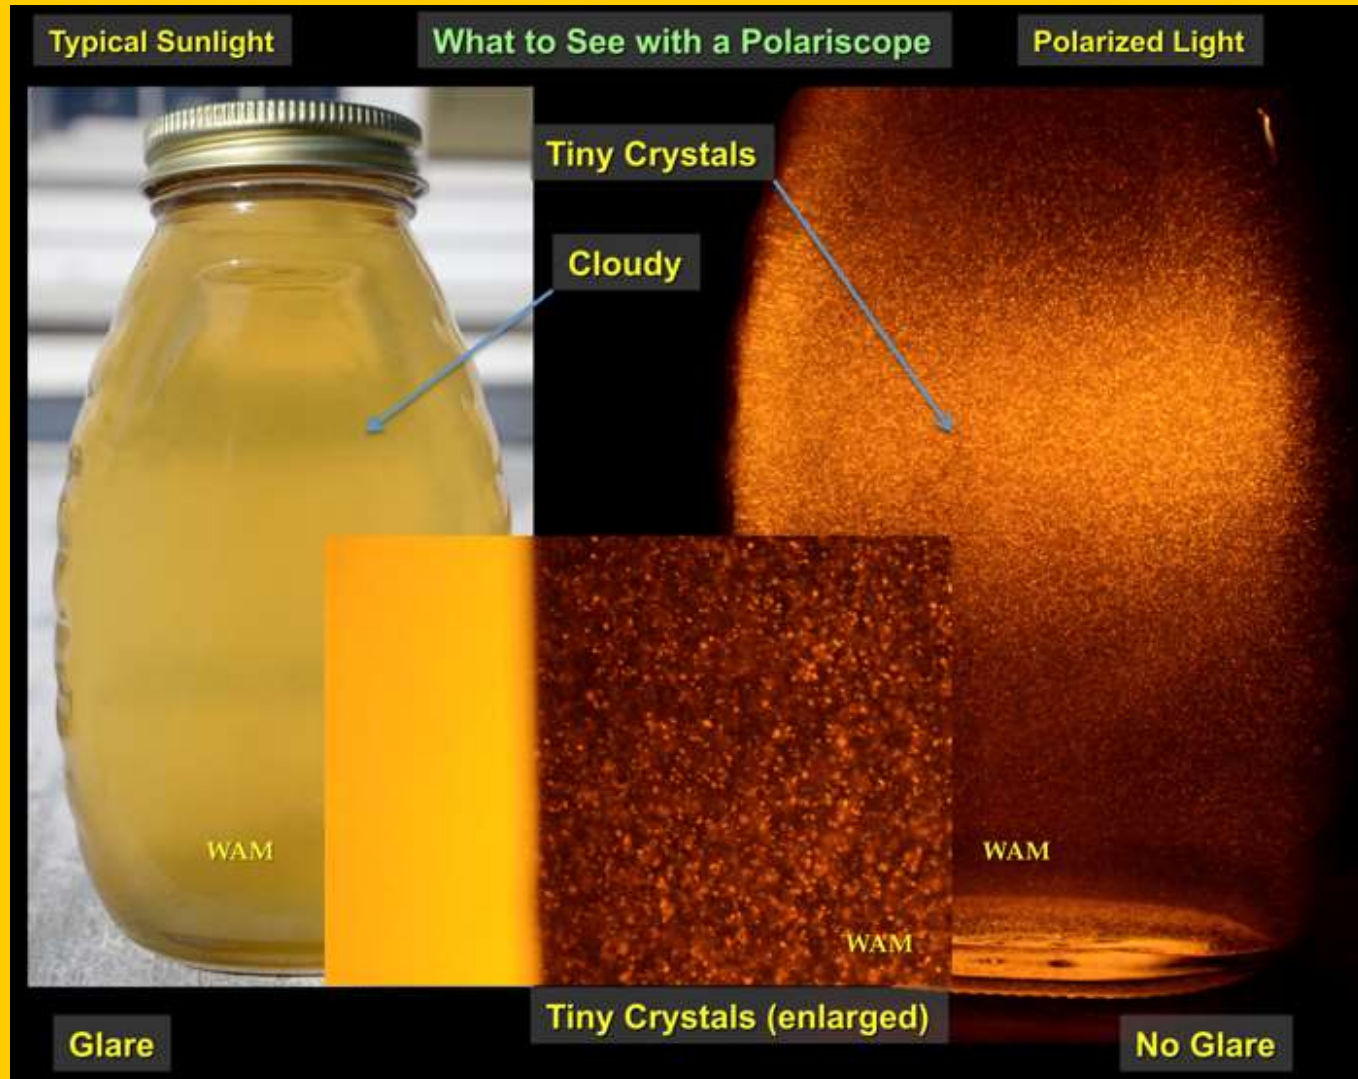 Typical Sunlight
What to See with a Polariscope
Polarized Light
Tiny Crystals
Cloudy
WAM
WAM
WAM
Tiny Crystals (enlarged)
Glare
No Glare